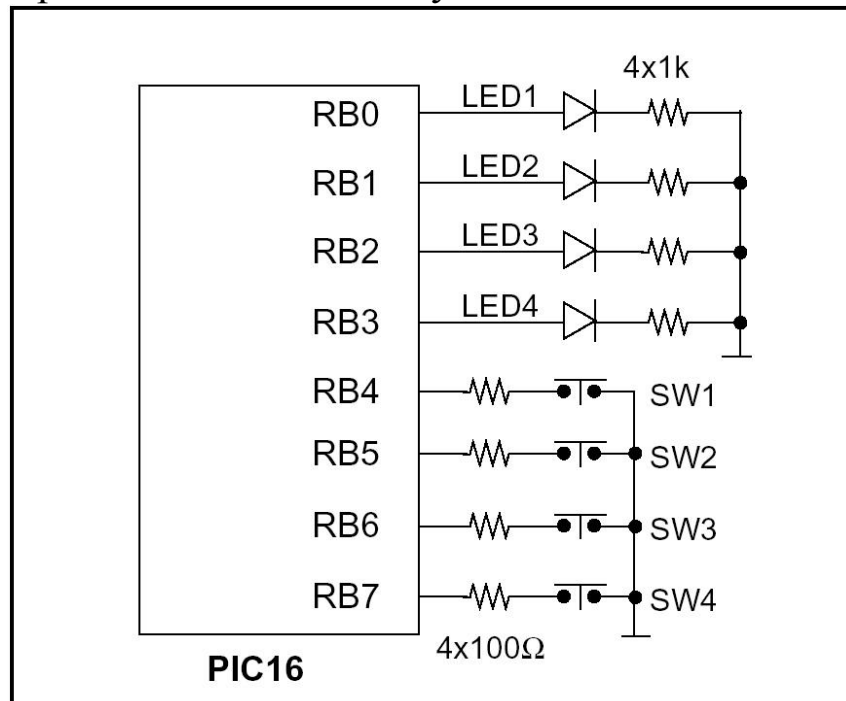 4x1k
RB0 LED1
RB1 LED2
RB2 LED3
RB3 LED4
RB4 SW1
RB5 SW2
RB6 SW3
RB7 SW4
4x100Ω
PIC16